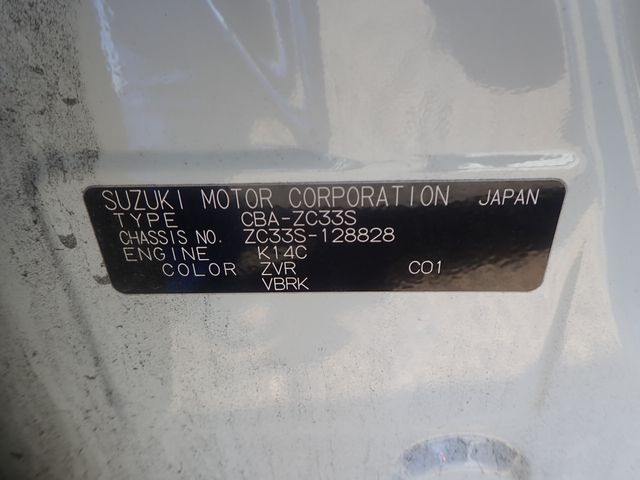 SUZUKI MOTOR CORPORATION JAPAN
TYPE CBA-ZC33S
CHASSIS NO. ZC33S-128828
ENGINE K14C
COLOR ZVR C01
VBRK